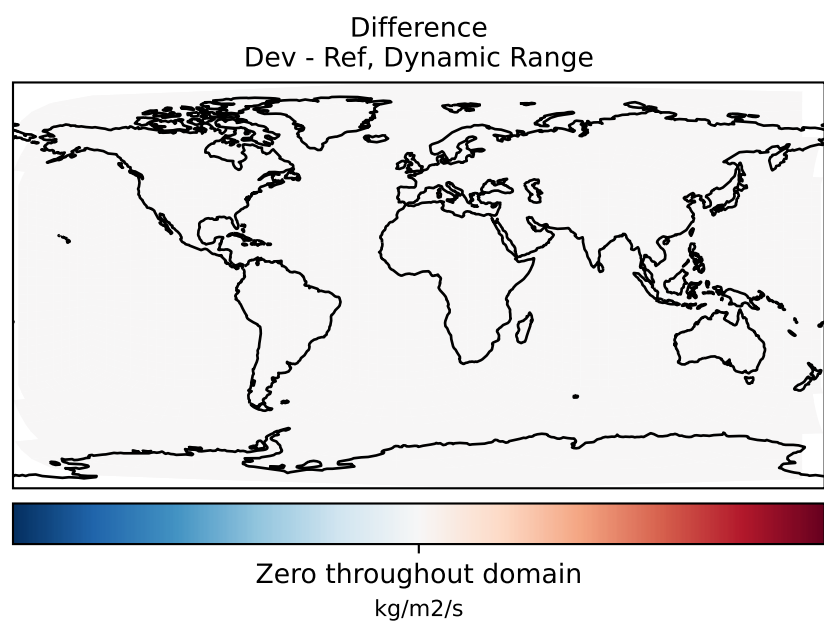 Difference
Dev - Ref, Dynamic Range
Zero throughout domain
kg/m2/s